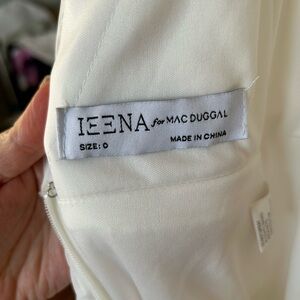 IEENA for MAC DUGGAL
SIZE: 0
MADE IN CHINA